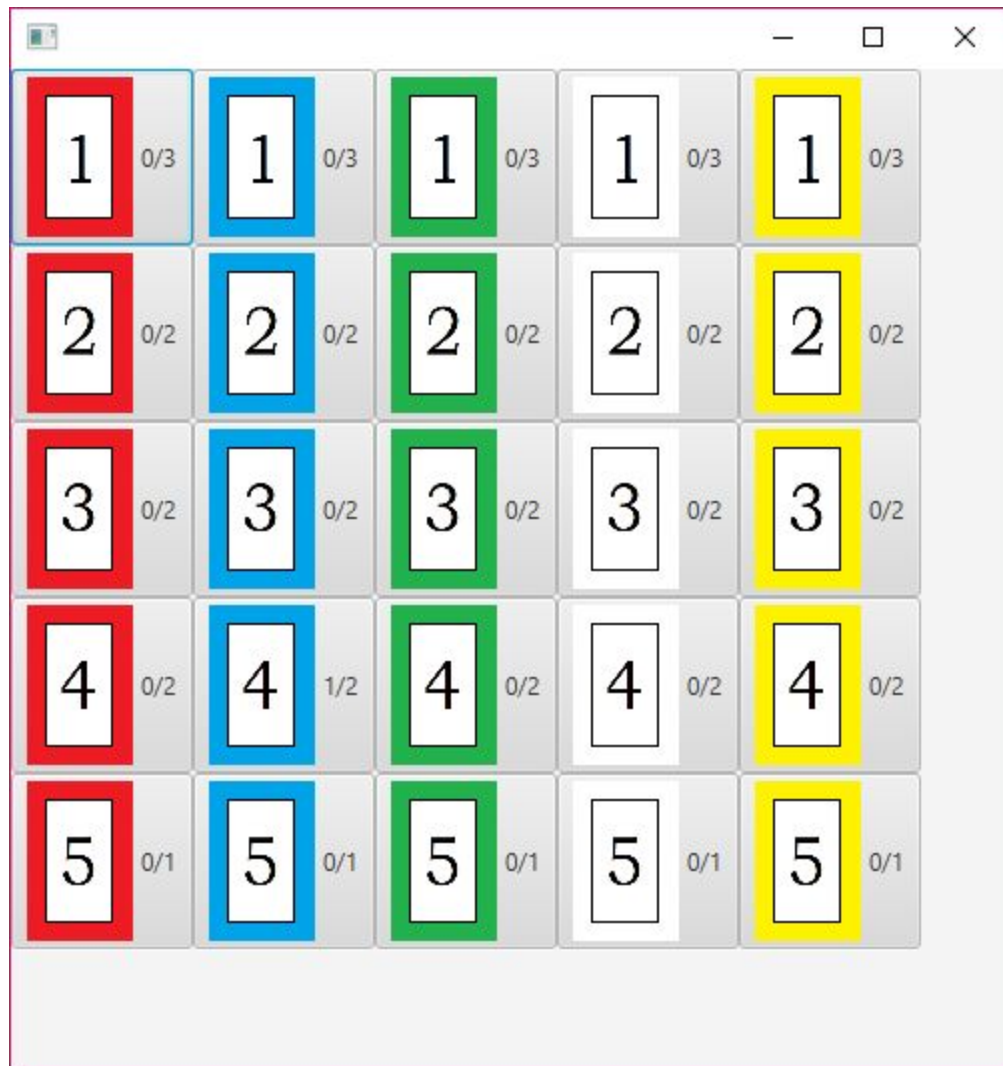 1 0/3 1 0/3 1 0/3 1 0/3 1 0/3
2 0/2 2 0/2 2 0/2 2 0/2 2 0/2
3 0/2 3 0/2 3 0/2 3 0/2 3 0/2
4 0/2 4 1/2 4 0/2 4 0/2 4 0/2
5 0/1 5 0/1 5 0/1 5 0/1 5 0/1